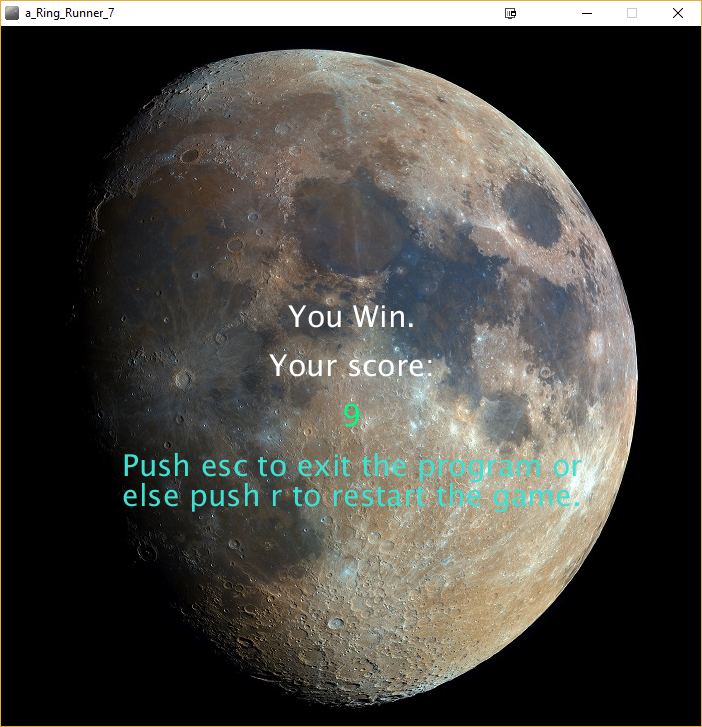 a_Ring_Runner_7
You Win.
Your score:
9
Push esc to exit the program or
else push r to restart the game.